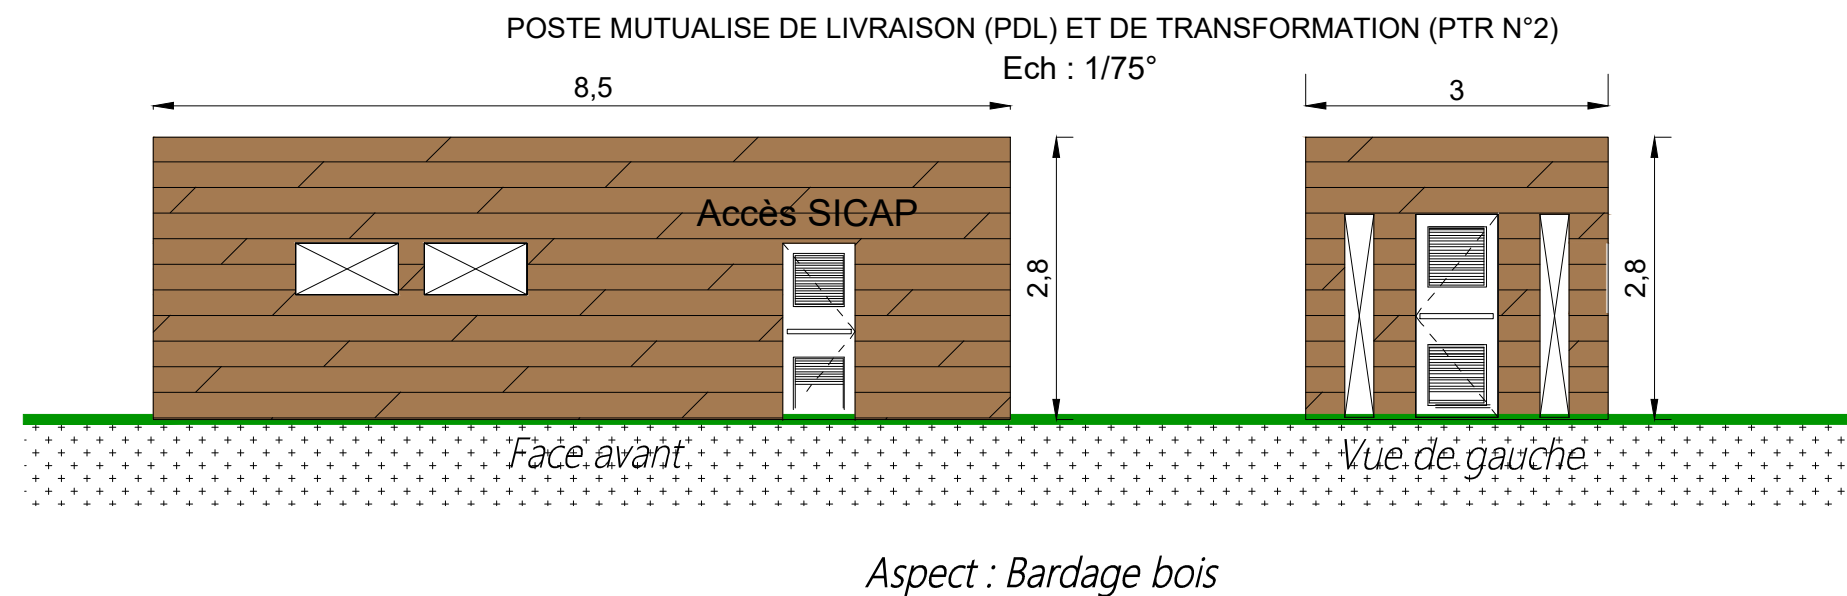 POSTE MUTUALISE DE LIVRAISON (PDL) ET DE TRANSFORMATION (PTR N°2)
Ech : 1/75°
8,5
3
Accès SICAP
2,8
2,8
Face avant
Vue de gauche
Aspect : Bardage bois